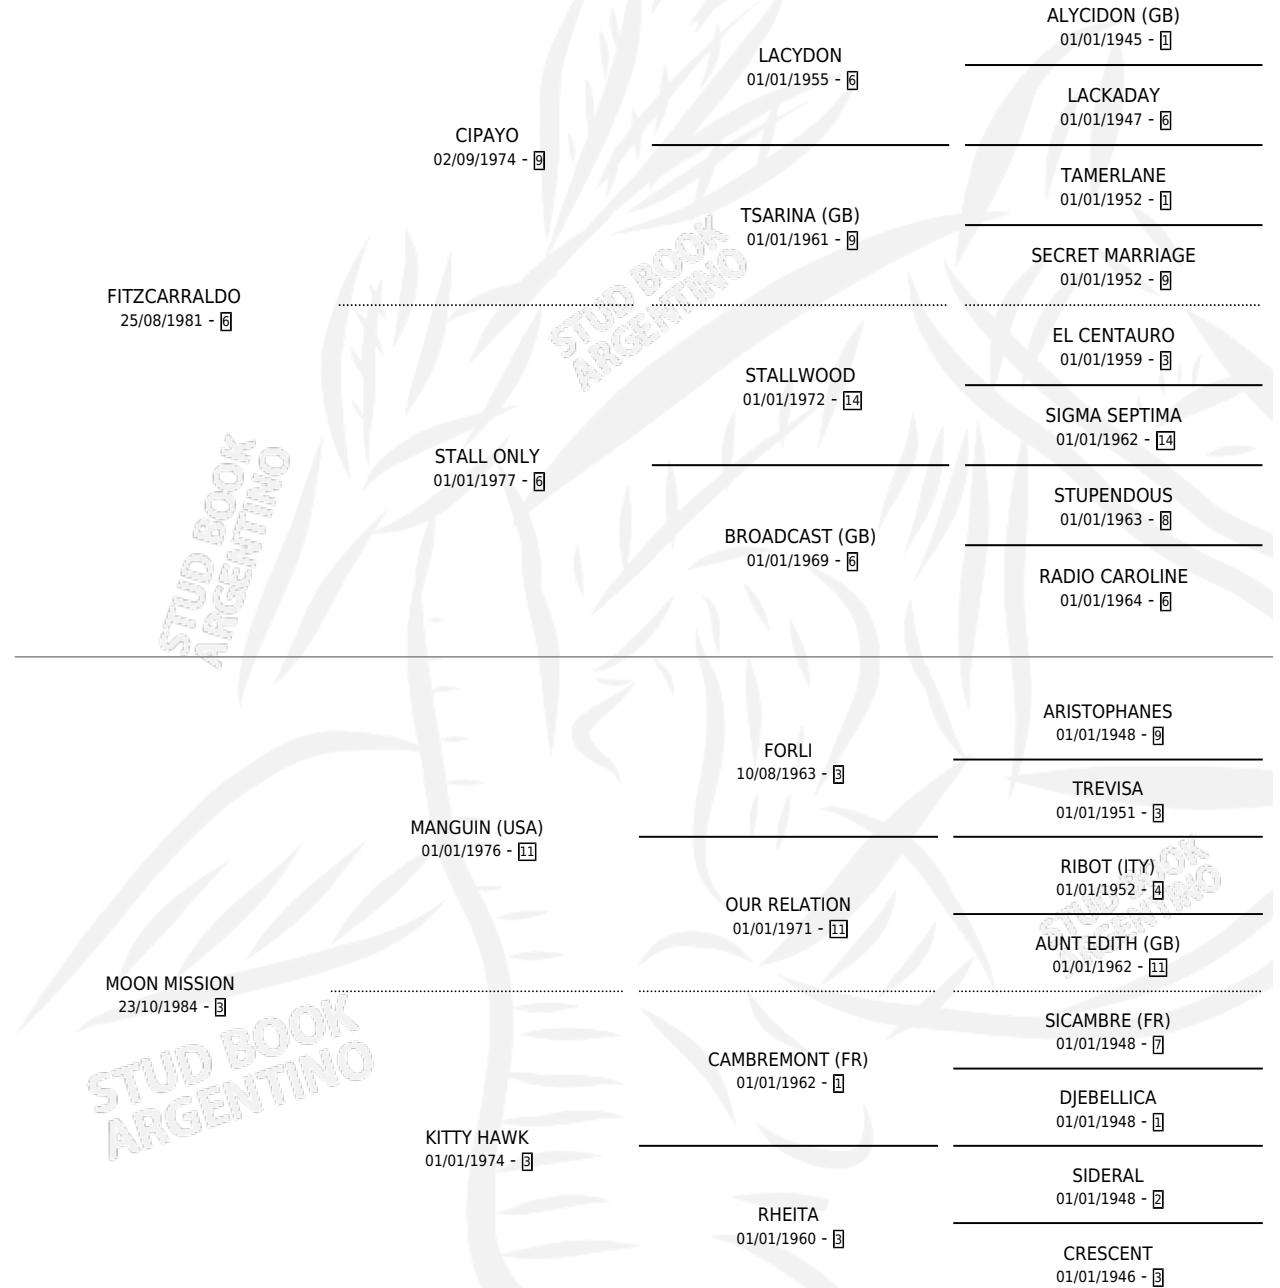 ALYCIDON (GB)
01/01/1945 - 1
LACYDON
01/01/1955 - 6
LACKADAY
01/01/1947 - 6
CIPAYO
02/09/1974 - 9
TAMERLANE
01/01/1952 - 1
TSARINA (GB)
01/01/1961 - 9
SECRET MARRIAGE
01/01/1952 - 9
FITZCARRALDO
25/08/1981 - 6
STUD BOOK
ARGENTINO
EL CENTAURO
01/01/1959 - 3
STALLWOOD
01/01/1972 - 14
SIGMA SEPTIMA
01/01/1962 - 14
STALL ONLY
01/01/1977 - 6
STUPENDOUS
01/01/1963 - 8
BROADCAST (GB)
01/01/1969 - 6
RADIO CAROLINE
01/01/1964 - 6
STUD BOOK
ARGENTINO
ARISTOPHANES
01/01/1948 - 9
FORLI
10/08/1963 - 3
TREVISA
01/01/1951 - 3
MANGUIN (USA)
01/01/1976 - 11
RIBOT (ITY)
01/01/1952 - 4
OUR RELATION
01/01/1971 - 11
STUD BOOK
ARGENTINO
AUNT EDITH (GB)
01/01/1962 - 11
MOON MISSION
23/10/1984 - 3
SICAMBRE (FR)
01/01/1948 - 7
CAMBREMONT (FR)
01/01/1962 - 1
STUD BOOK
ARGENTINO
DJEBELLICA
01/01/1948 - 1
KITTY HAWK
01/01/1974 - 3
SIDERAL
01/01/1948 - 2
RHEITA
01/01/1960 - 3
CRESCENT
01/01/1946 - 3